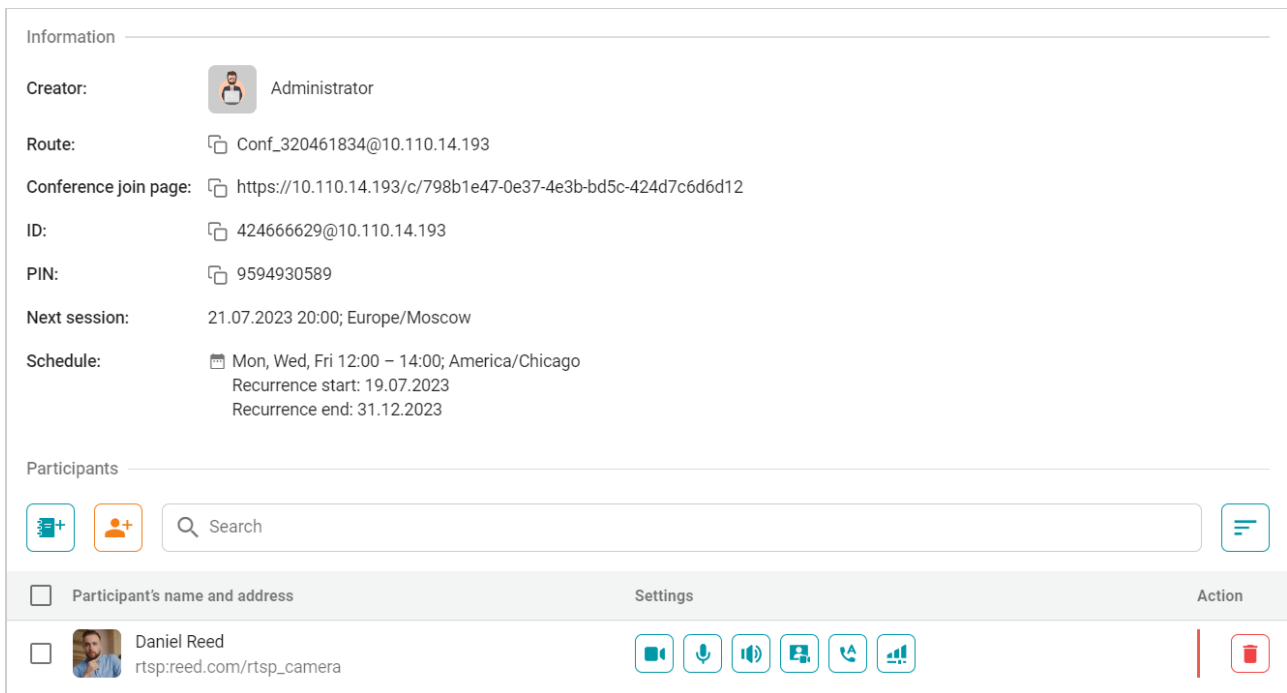 Information
Creator: Administrator
Route: Conf_320461834@10.110.14.193
Conference join page: https://10.110.14.193/c/798b1e47-0e37-4e3b-bd5c-424d7c6d6d12
ID: 424666629@10.110.14.193
PIN: 9594930589
Next session: 21.07.2023 20:00; Europe/Moscow
Schedule: Mon, Wed, Fri 12:00 – 14:00; America/Chicago
Recurrence start: 19.07.2023
Recurrence end: 31.12.2023
Participants
Search
Participant's name and address Settings Action
Daniel Reed
rtsp:reed.com/rtsp_camera